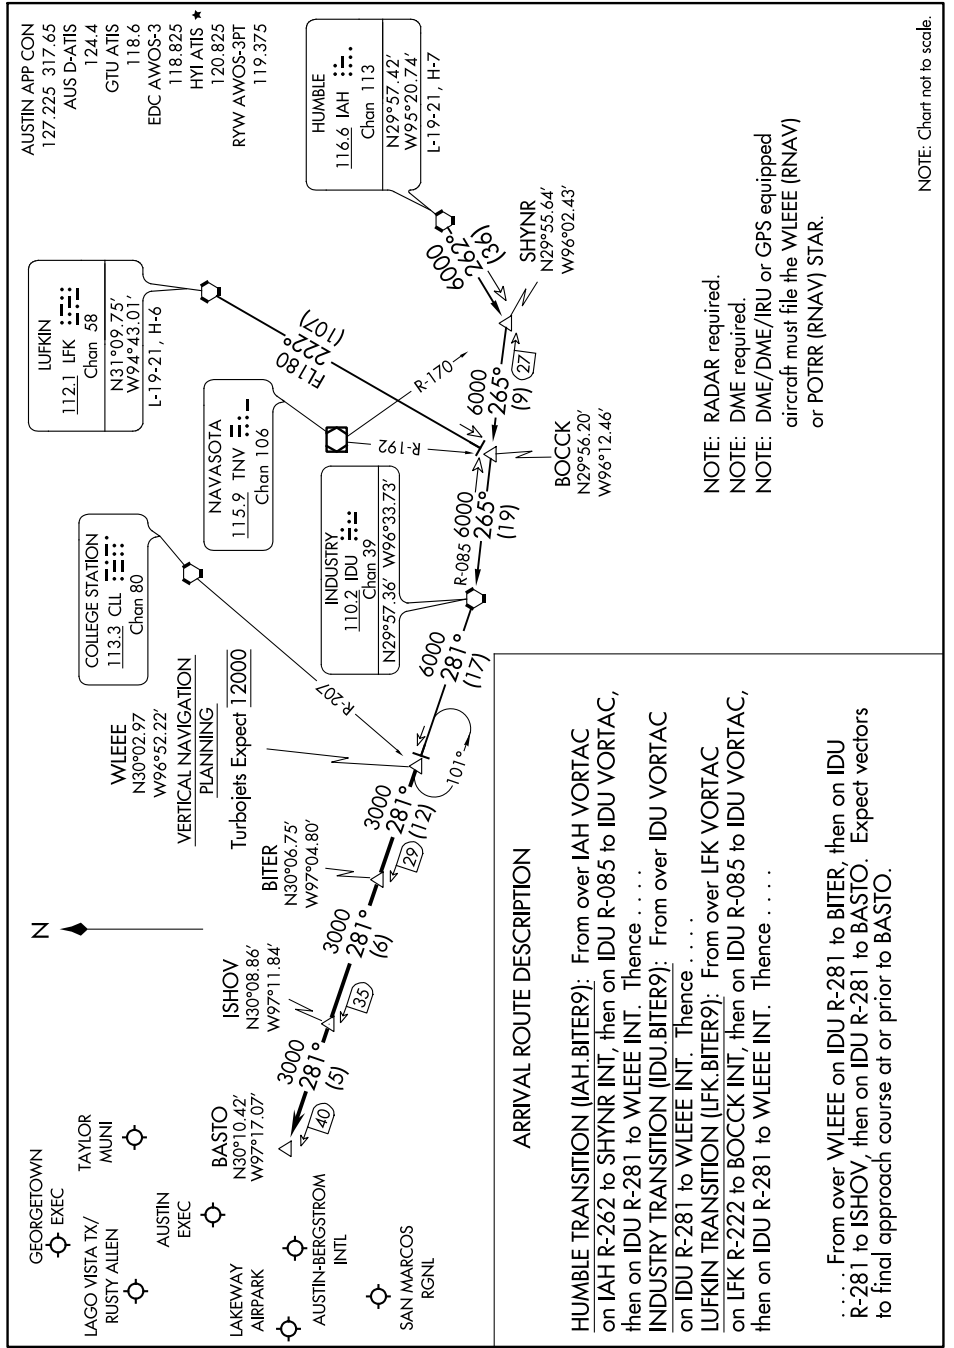 AUSTIN APP CON
127.225 317.65
AUS D-ATIS
124.4
GTU ATIS
118.6
EDC AWOS-3
118.825
HYI ATIS ★
120.825
RYW AWOS-3PT
119.375
LUFKIN
112.1 LFK
Chan 58
N31°09.75′
W94°43.01′
L-19-21, H-6
HUMBLE
116.6 IAH
Chan 113
N29°57.42′
W95°20.74′
L-19-21, H-7
NAVASOTA
115.9 TNV
Chan 106
COLLEGE STATION
113.3 CLL
Chan 80
INDUSTRY
110.2 IDU
Chan 39
N29°57.36′ W96°33.73′
WLEEE
N30°02.97
W96°52.22′
VERTICAL NAVIGATION
PLANNING
Turbojets Expect 12000
BITER
N30°06.75′
W97°04.80′
ISHOV
N30°08.86′
W97°11.84′
BASTO
N30°10.42′
W97°17.07′
SHYNR
N29°55.64′
W96°02.43′
BOCCK
N29°56.20′
W96°12.46′
FL180
222°
(107)
6000
262°
(36)
R-170
R-192
R-207
27
6000
265°
(9)
R-085
6000
265°
(19)
6000
281°
(17)
101°
3000
281°
(12)
29
3000
281°
(6)
35
3000
281°
(5)
40
N
GEORGETOWN
EXEC
TAYLOR
MUNI
LAGO VISTA TX/
RUSTY ALLEN
AUSTIN
EXEC
LAKEWAY
AIRPARK
AUSTIN-BERGSTROM
INTL
SAN MARCOS
RGNL
NOTE: RADAR required.
NOTE: DME required.
NOTE: DME/DME/IRU or GPS equipped
aircraft must file the WLEEE (RNAV)
or POTRR (RNAV) STAR.
NOTE: Chart not to scale.
ARRIVAL ROUTE DESCRIPTION
HUMBLE TRANSITION (IAH.BITER9): From over IAH VORTAC
on IAH R-262 to SHYNR INT, then on IDU R-085 to IDU VORTAC,
then on IDU R-281 to WLEEE INT. Thence . . . .
INDUSTRY TRANSITION (IDU.BITER9): From over IDU VORTAC
on IDU R-281 to WLEEE INT. Thence . . . .
LUFKIN TRANSITION (LFK.BITER9): From over LFK VORTAC
on LFK R-222 to BOCCK INT, then on IDU R-085 to IDU VORTAC,
then on IDU R-281 to WLEEE INT. Thence . . . .
. . . . From over WLEEE on IDU R-281 to BITER, then on IDU
R-281 to ISHOV, then on IDU R-281 to BASTO. Expect vectors
to final approach course at or prior to BASTO.